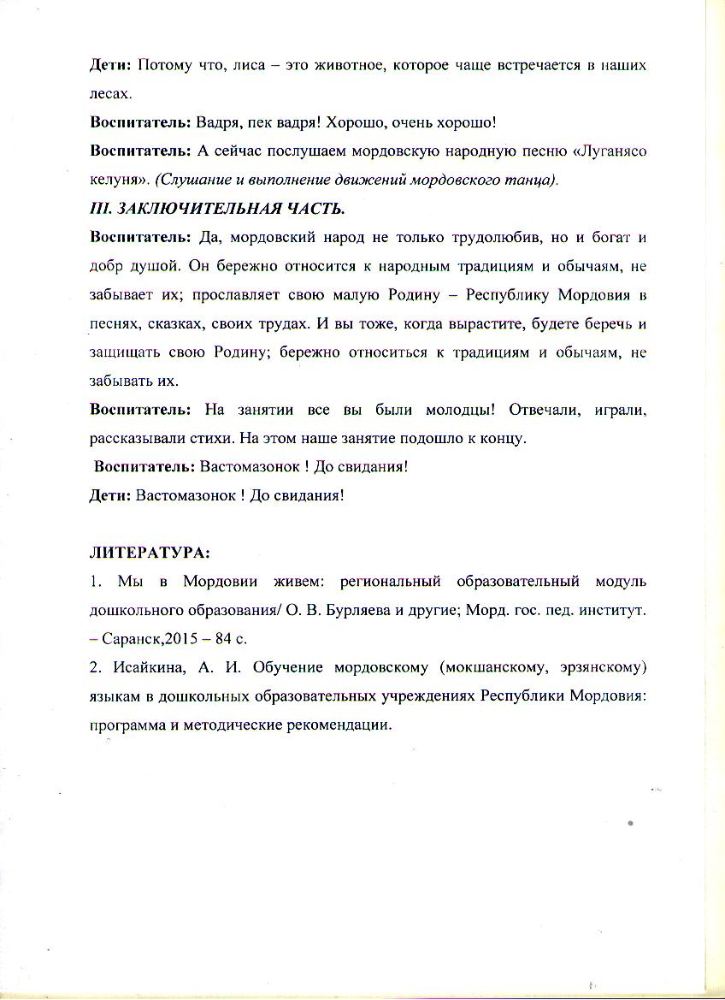 Дети: Потому что, лиса – это животное, которое чаще встречается в наших
лесах.
Воспитатель: Вадря, пек вадря! Хорошо, очень хорошо!
Воспитатель: А сейчас послушаем мордовскую народную песню «Луганясо
келуня». (Слушание и выполнение движений мордовского танца).
III. ЗАКЛЮЧИТЕЛЬНАЯ ЧАСТЬ.
Воспитатель: Да, мордовский народ не только трудолюбив, но и богат и
добр душой. Он бережно относится к народным традициям и обычаям, не
забывает их; прославляет свою малую Родину – Республику Мордовия в
песнях, сказках, своих трудах. И вы тоже, когда вырастите, будете беречь и
защищать свою Родину; бережно относиться к традициям и обычаям, не
забывать их.
Воспитатель: На занятии все вы были молодцы! Отвечали, играли,
рассказывали стихи. На этом наше занятие подошло к концу.
Воспитатель: Вастомазонок ! До свидания!
Дети: Вастомазонок ! До свидания!
ЛИТЕРАТУРА:
1. Мы в Мордовии живем: региональный образовательный модуль
дошкольного образования/ О. В. Бурляева и другие; Морд. гос. пед. институт.
– Саранск,2015 – 84 с.
2. Исайкина, А. И. Обучение мордовскому (мокшанскому, эрзянскому)
языкам в дошкольных образовательных учреждениях Республики Мордовия:
программа и методические рекомендации.